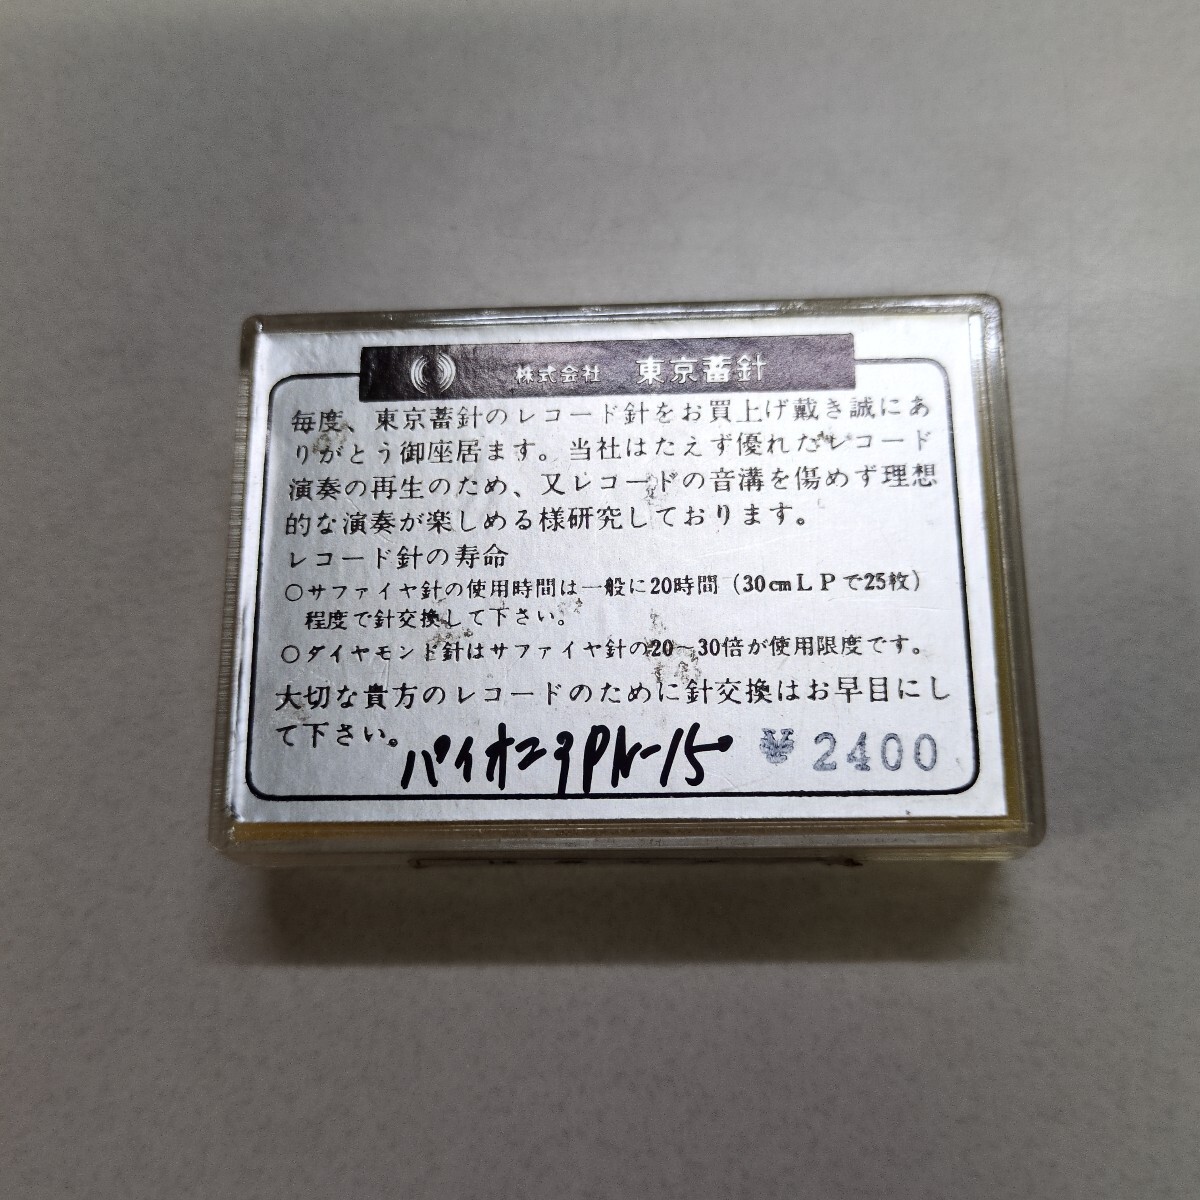 株式会社 東京蓄針
毎度、東京蓄針のレコード針をお買上げ戴き誠にあ
りがとう御座居ます。当社はたえず優れたレコード
演奏の再生のため、又レコードの音溝を傷めず理想
的な演奏が楽しめる様研究しております。
レコード針の寿命
○サファイヤ針の使用時間は一般に20時間(30cmLPで25枚)
程度で針交換して下さい。
○ダイヤモンド針はサファイヤ針の20〜30倍が使用限度です。
大切な貴方のレコードのために針交換はお早目にし
て下さい。
パイオニヤPN-15 ¥2400